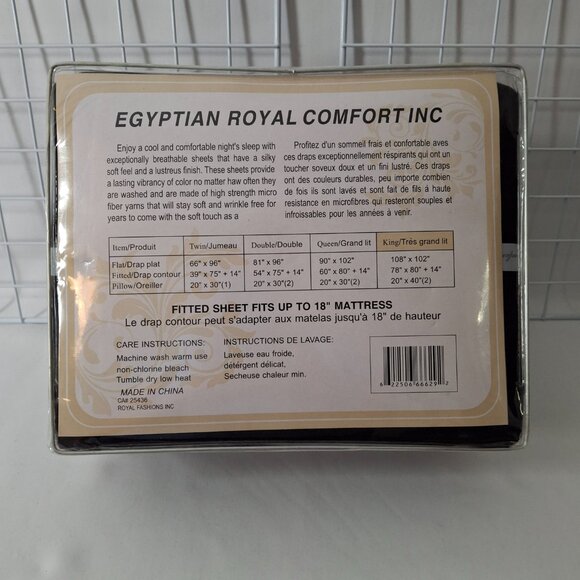 EGYPTIAN ROYAL COMFORT INC
Enjoy a cool and comfortable night's sleep with
exceptionally breathable sheets that have a silky
soft feel and a lustreus finish. These sheets provide
a lasting vibrancy of color no matter haw often they
are washed and are made of high strength micro
fiber yarns that will stay soft and wrinkle free for
years to come with the soft touch as a
Profitez d'un sommeil frais et confortable avec
ces draps exceptionnellement respirants qui ont un
toucher soveux doux et un fini lustré. Ces draps
ont des couleurs durables, peu importe combien
de fois ils sont lavés et sont fait de fils á haute
resistance en microfibres qui resteront souples et
infroissables pour les années à venir.
Item/Produit Twin/Jumeau Double/Double Queen/Grand lit King/Trés grand lit
Flat/Drap plat 66" x 96" 81" x 96" 90" x 102" 108" x 102"
Fitted/Drap contour 39" x 75" + 14" 54" x 75" + 14" 60" x 80" + 14" 78" x 80" + 14"
Pillow/Oreiller 20" x 30"(1) 20" x 30"(2) 20" x 30"(2) 20" x 40"(2)
FITTED SHEET FITS UP TO 18" MATTRESS
Le drap contour peut s'adapter aux matelas jusqu'à 18" de hauteur
CARE INSTRUCTIONS:
Machine wash warm use
non-chlorine bleach
Tumble dry low heat
MADE IN CHINA
CA# 25436
ROYAL FASHIONS INC
INSTRUCTIONS DE LAVAGE:
Laveuse eau froide,
détergent délicat,
Secheuse chaleur min.
6 22506 66629 2